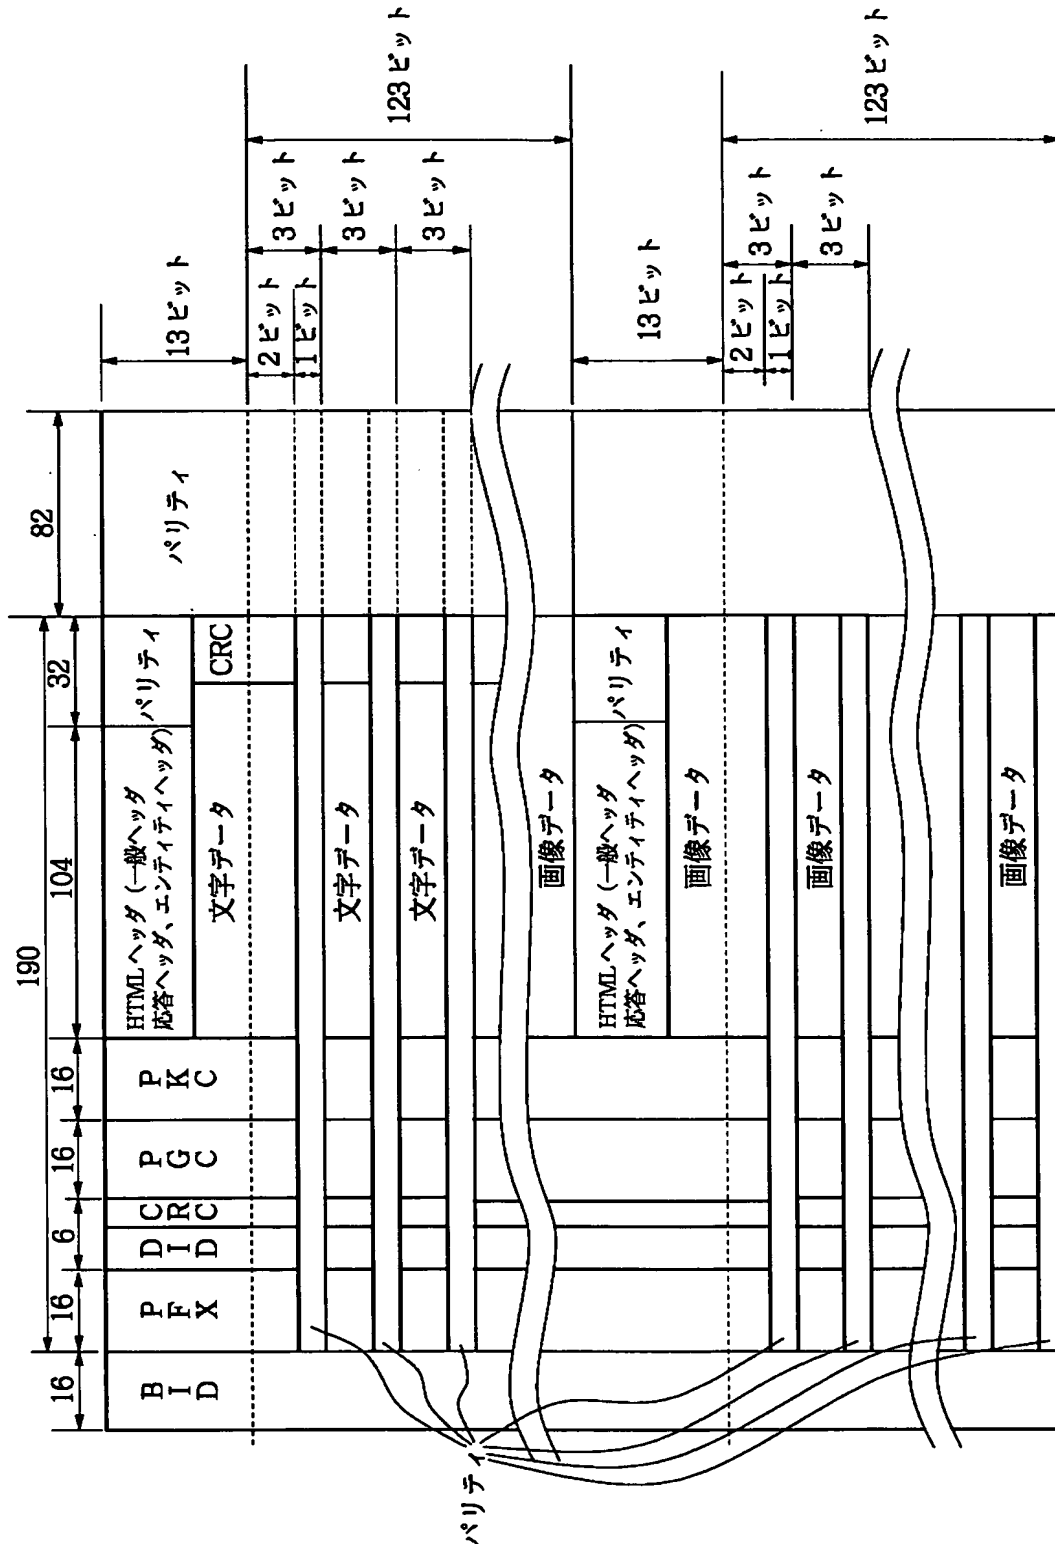 190
82
16
16
6
16
16
104
32
B
I
D
P
F
X
D
I
D
C
R
C
P
G
C
P
K
C
HTMLヘッダ (一般ヘッダ
応答ヘッダ、エンティティヘッダ)
パリティ
パリティ
13ビット
文字データ
CRC
2ビット
1ビット
3ビット
123ビット
文字データ
3ビット
文字データ
3ビット
画像データ
パリティ
HTMLヘッダ (一般ヘッダ
応答ヘッダ、エンティティヘッダ)
パリティ
13ビット
画像データ
2ビット
1ビット
3ビット
123ビット
画像データ
3ビット
画像データ